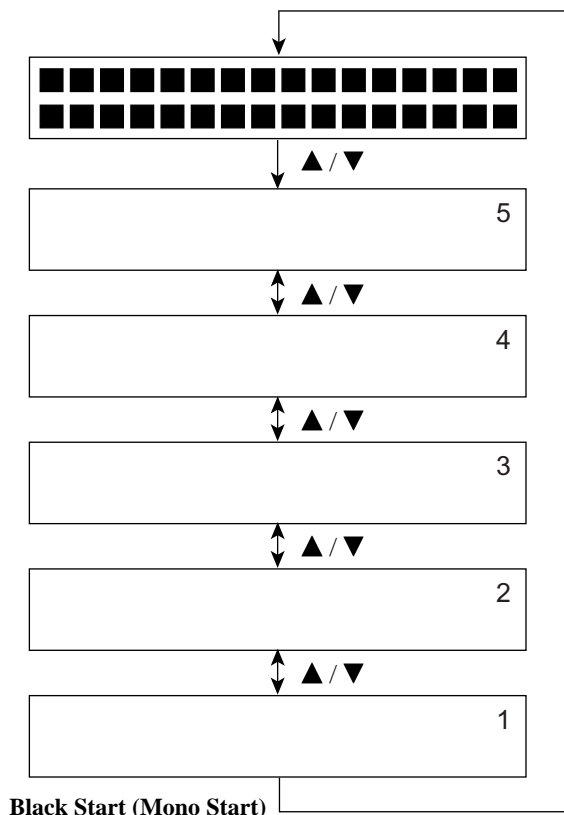 ▲ / ▼
5
▲ / ▼
4
▲ / ▼
3
▲ / ▼
2
▲ / ▼
1
Black Start (Mono Start)